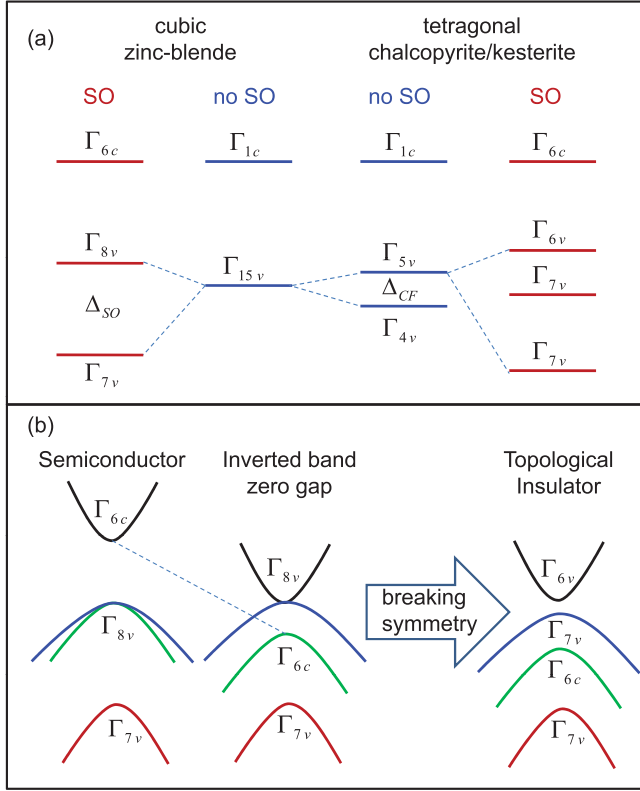 (a)
cubic
zinc-blende
tetragonal
chalcopyrite/kesterite
SO
no SO
no SO
SO
Γ6c
Γ1c
Γ1c
Γ6c
Γ8v
Γ15v
Γ5v
Γ6v
ΔSO
ΔCF
Γ7v
Γ7v
Γ4v
Γ7v
(b)
Semiconductor
Inverted band
zero gap
Topological
Insulator
Γ6c
Γ8v
Γ6v
breaking
symmetry
Γ8v
Γ6c
Γ7v
Γ6c
Γ7v
Γ7v
Γ7v